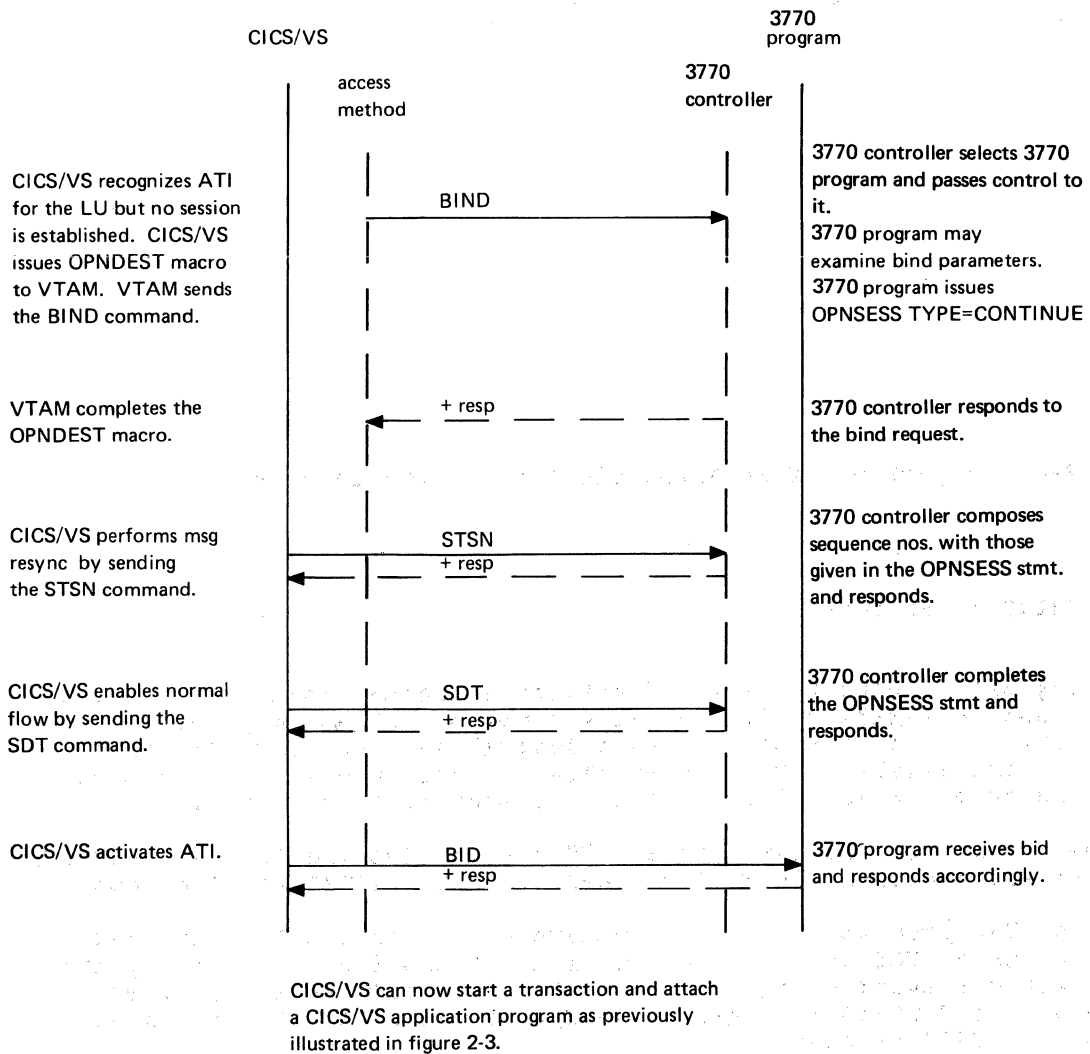 3770
program
CICS/VS
access
method
3770
controller
CICS/VS recognizes ATI
for the LU but no session
is established. CICS/VS
issues OPNDEST macro
to VTAM. VTAM sends
the BIND command.
BIND
3770 controller selects 3770
program and passes control to
it.
3770 program may
examine bind parameters.
3770 program issues
OPNSESS TYPE=CONTINUE
VTAM completes the
OPNDEST macro.
+ resp
3770 controller responds to
the bind request.
CICS/VS performs msg
resync by sending
the STSN command.
STSN
+ resp
3770 controller composes
sequence nos. with those
given in the OPNSESS stmt.
and responds.
CICS/VS enables normal
flow by sending the
SDT command.
SDT
+ resp
3770 controller completes
the OPNSESS stmt and
responds.
CICS/VS activates ATI.
BID
+ resp
3770 program receives bid
and responds accordingly.
CICS/VS can now start a transaction and attach
a CICS/VS application program as previously
illustrated in figure 2-3.